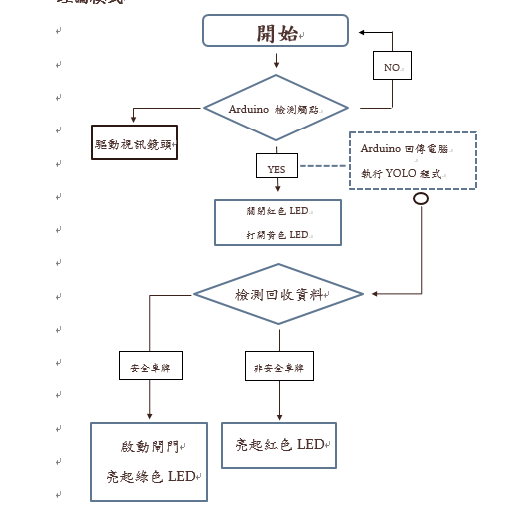 開始
NO
Arduino 檢測觸點
驅動視訊鏡頭
Arduino 回傳電腦
執行 YOLO 程式
YES
關閉紅色 LED
打開黃色 LED
檢測回收資料
安全車牌
非安全車牌
啟動閘門
亮起綠色 LED
亮起紅色 LED